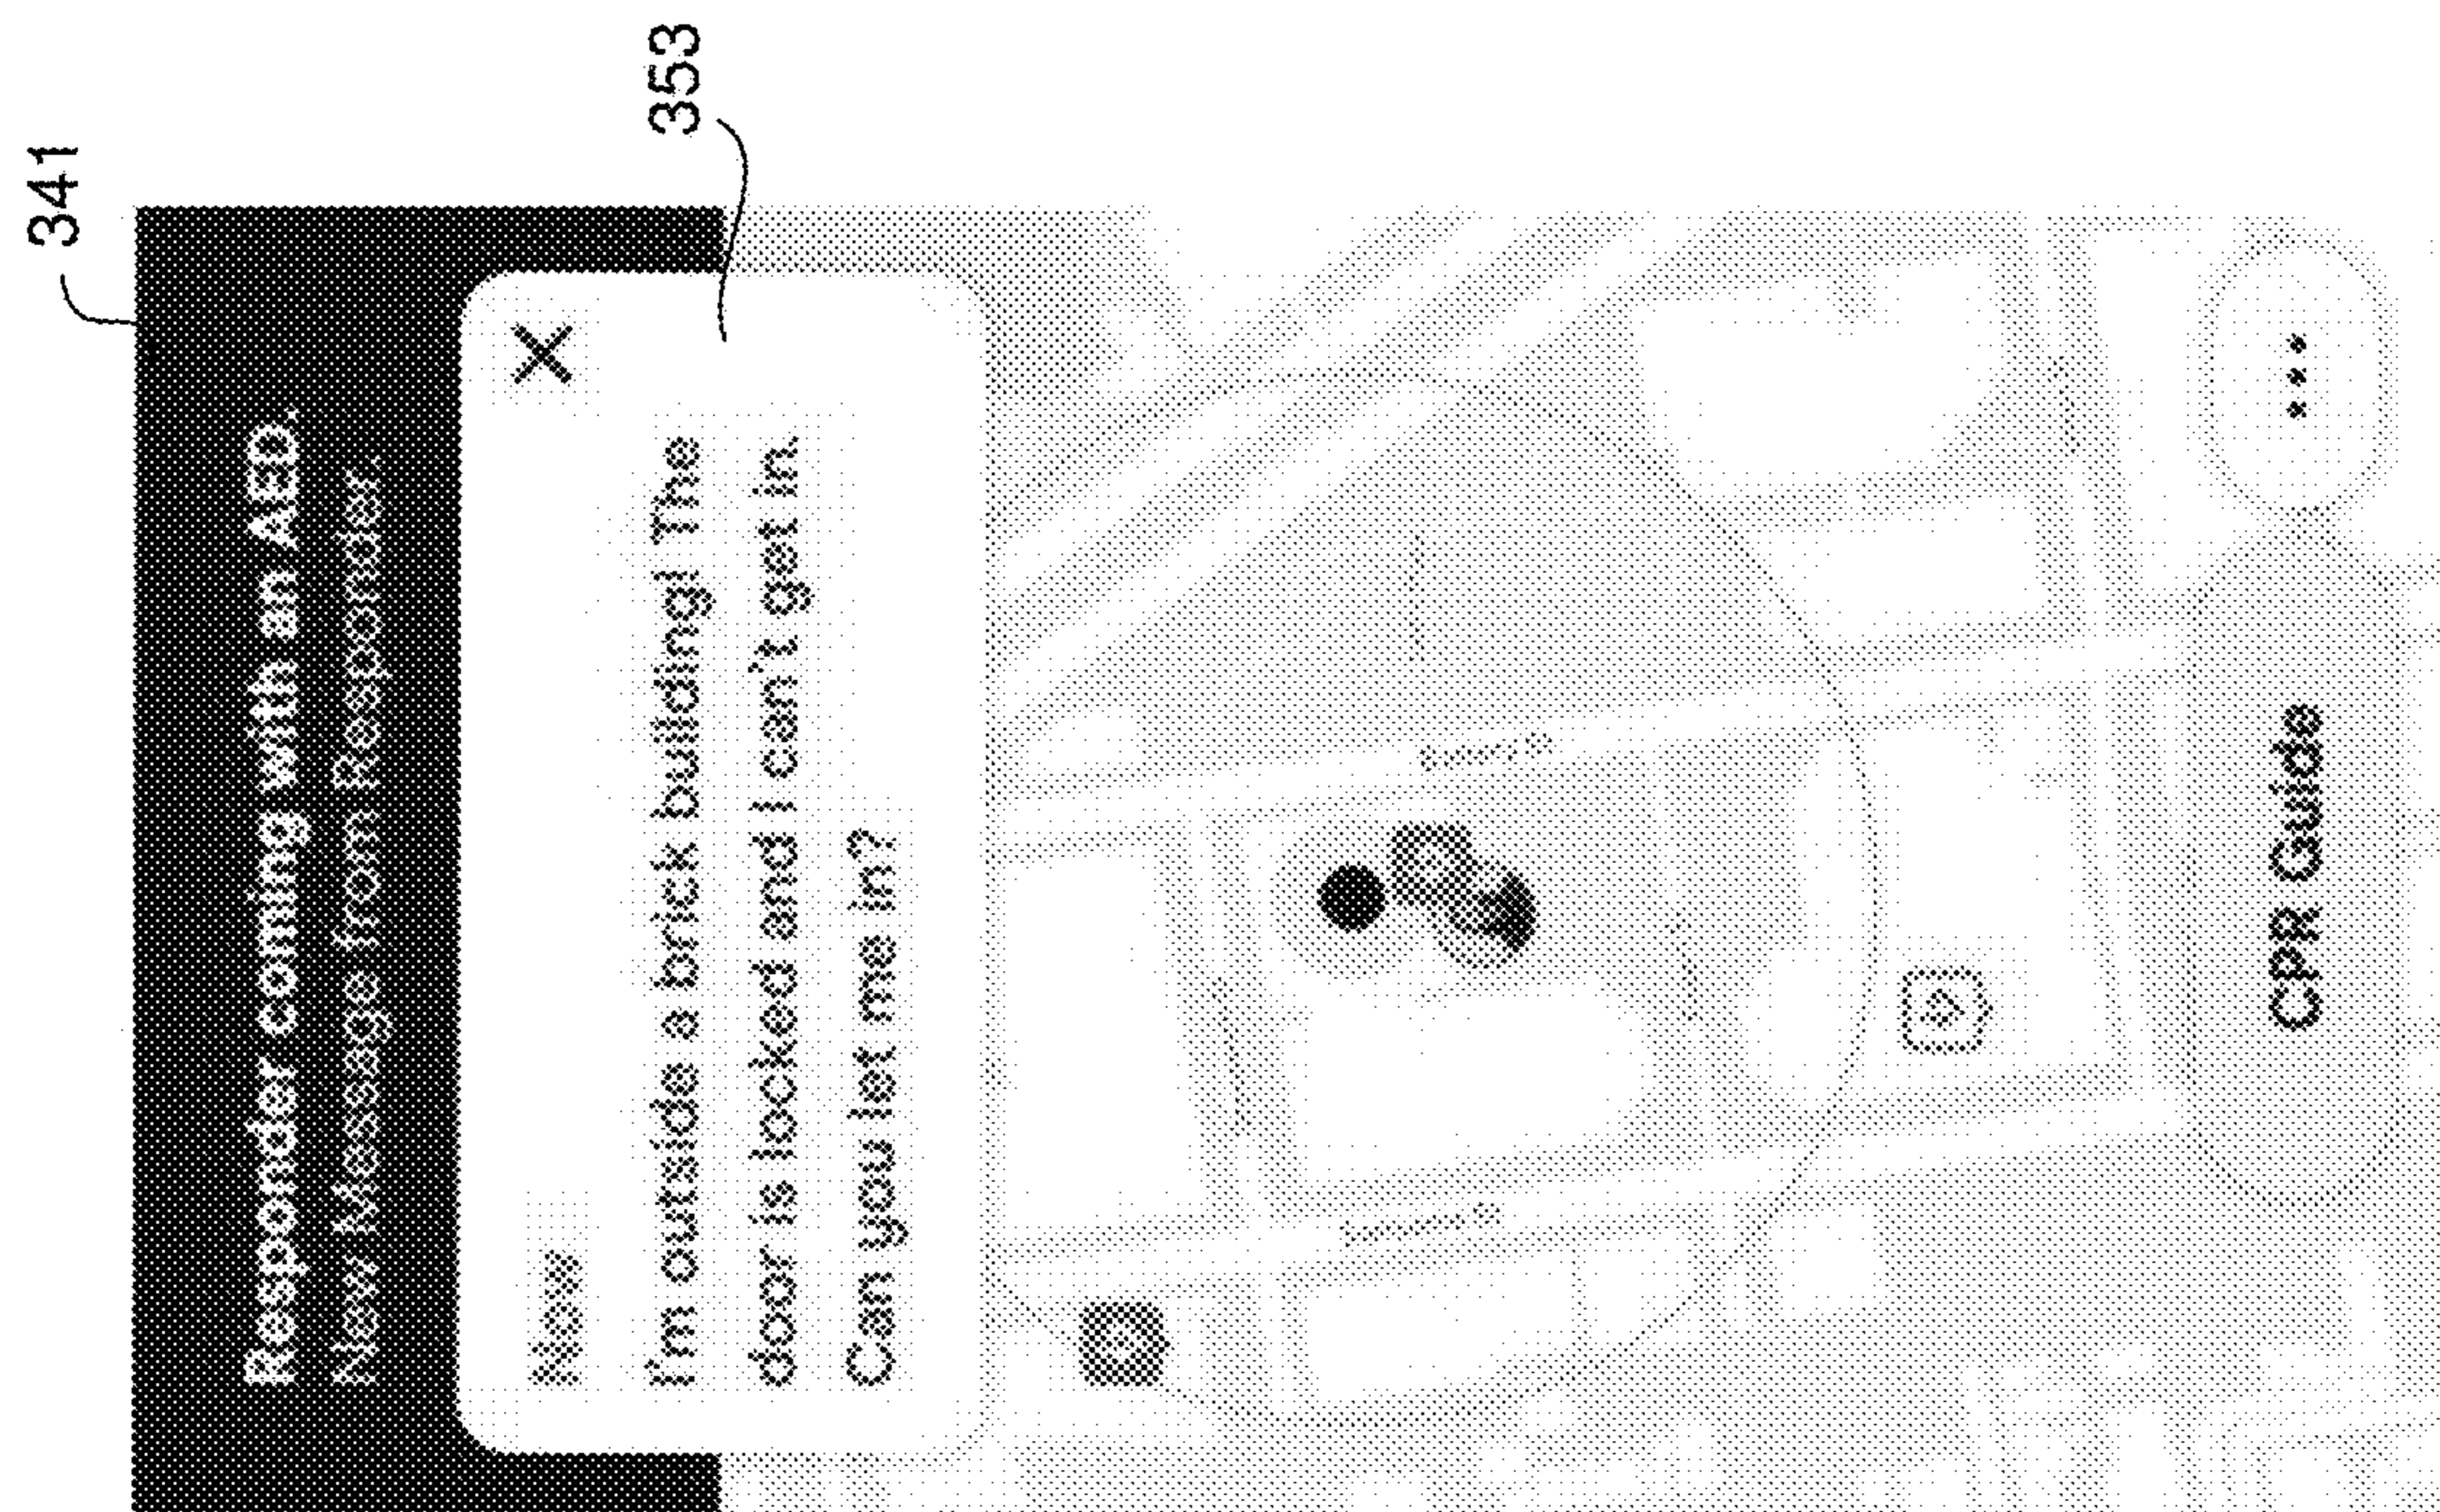 341
Responder coming with an AED.
New Message from Responder.
353
Now
I'm outside a brick building! The
door is locked and I can't get in.
Can you let me in?
CPR Guide